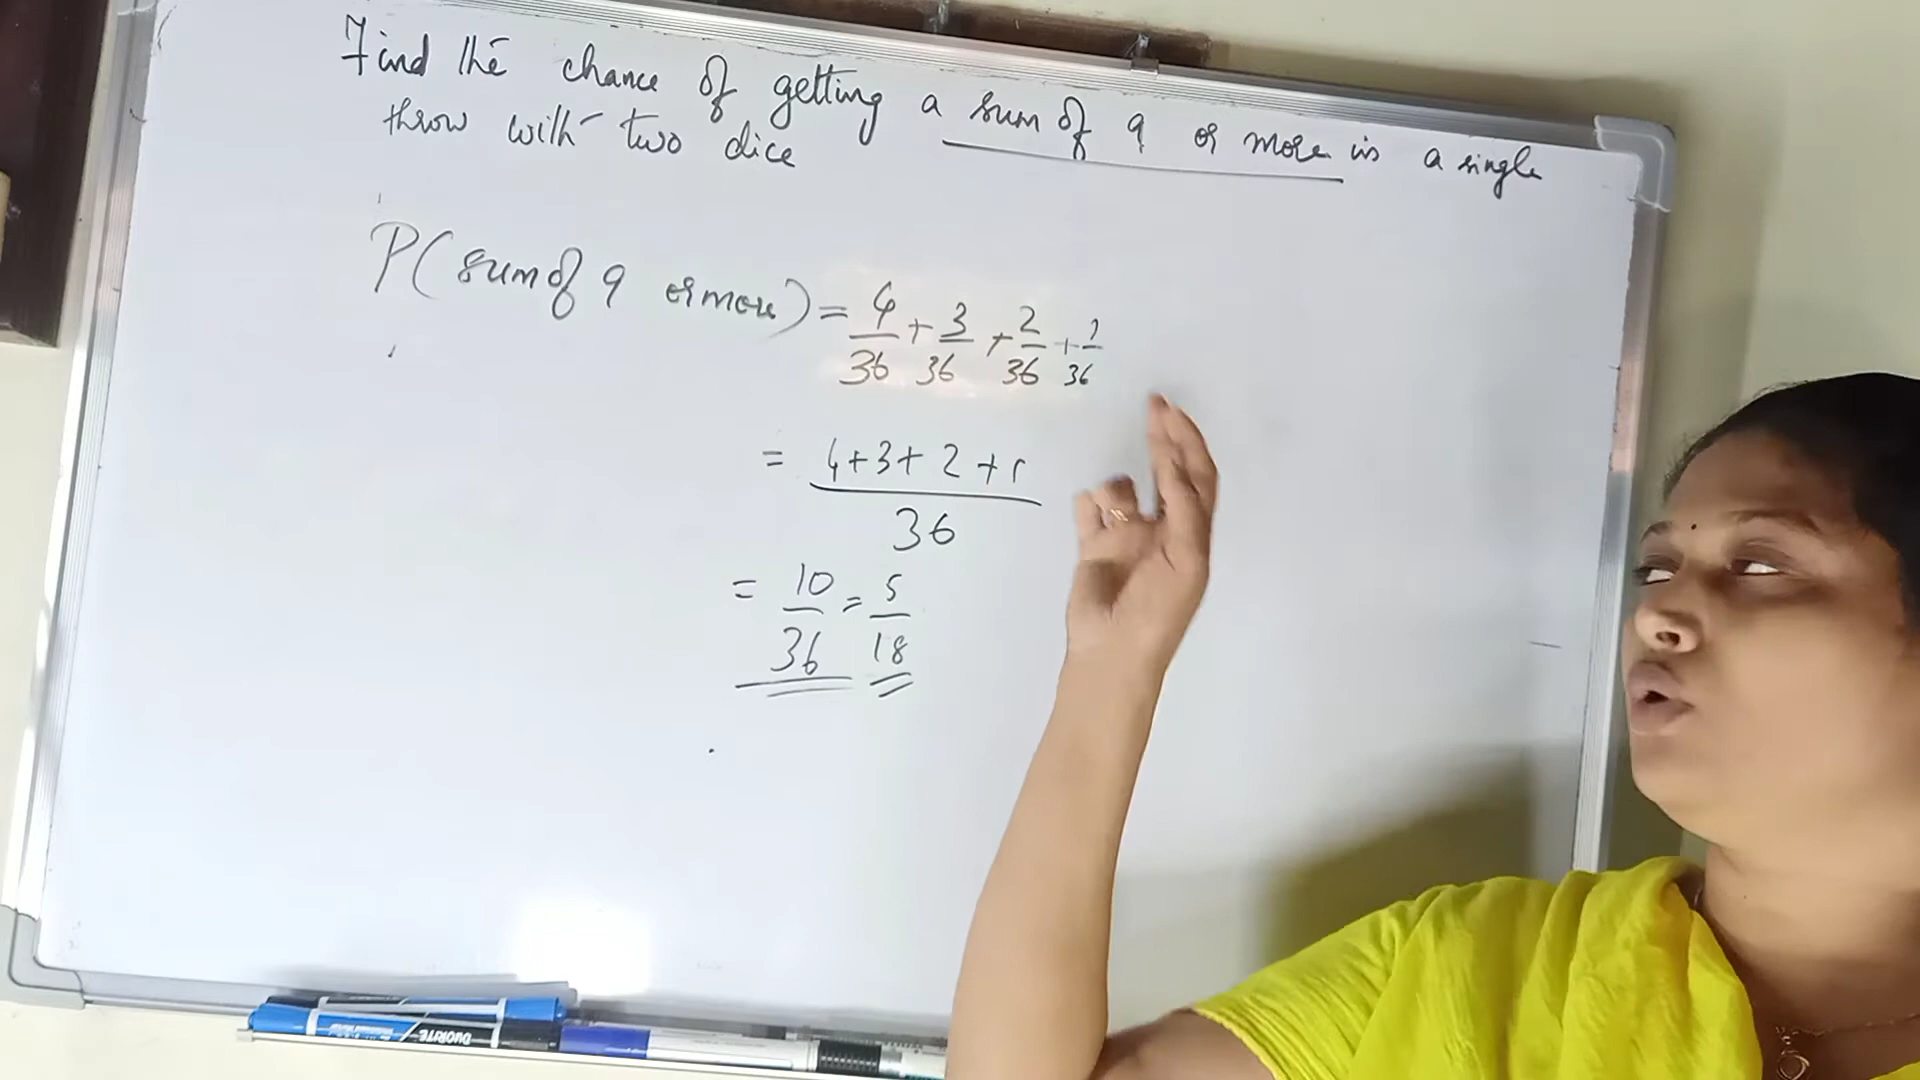 Find the chance of getting a sum of 9 or more in a single
throw with two dice
P(sum of 9 or more) = 4/36 + 3/36 + 2/36 + 1/36
= 4+3+2+1 / 36
= 10/36 = 5/18
DUORITE